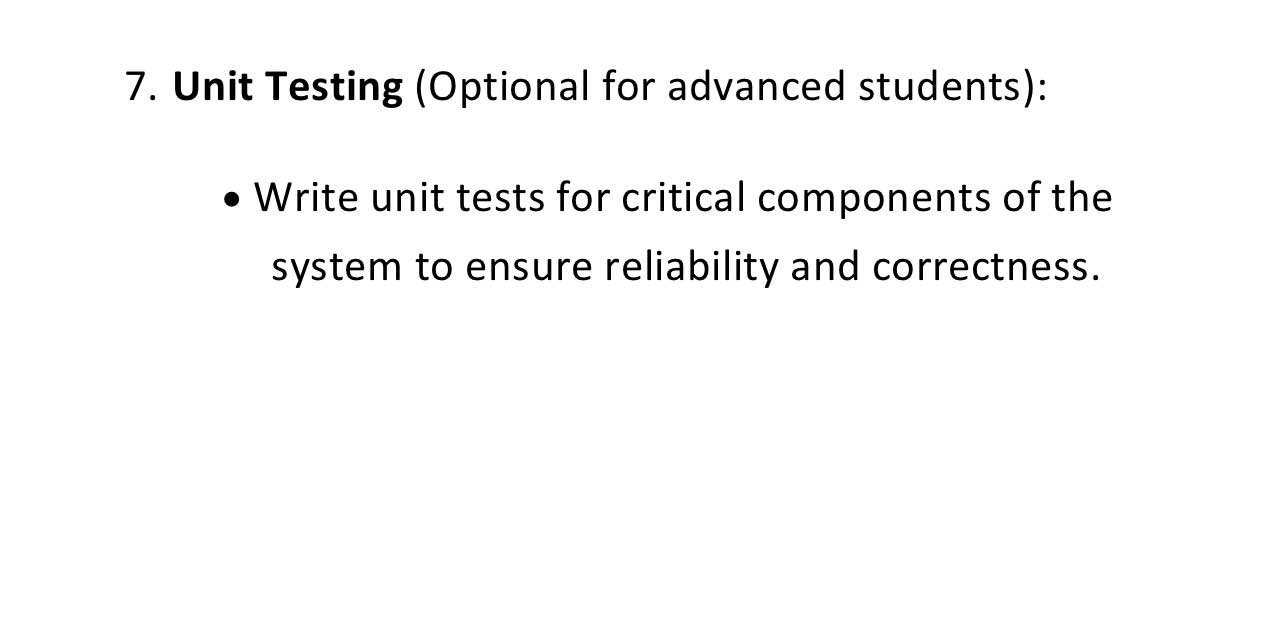 7. Unit Testing (Optional for advanced students):
• Write unit tests for critical components of the
system to ensure reliability and correctness.